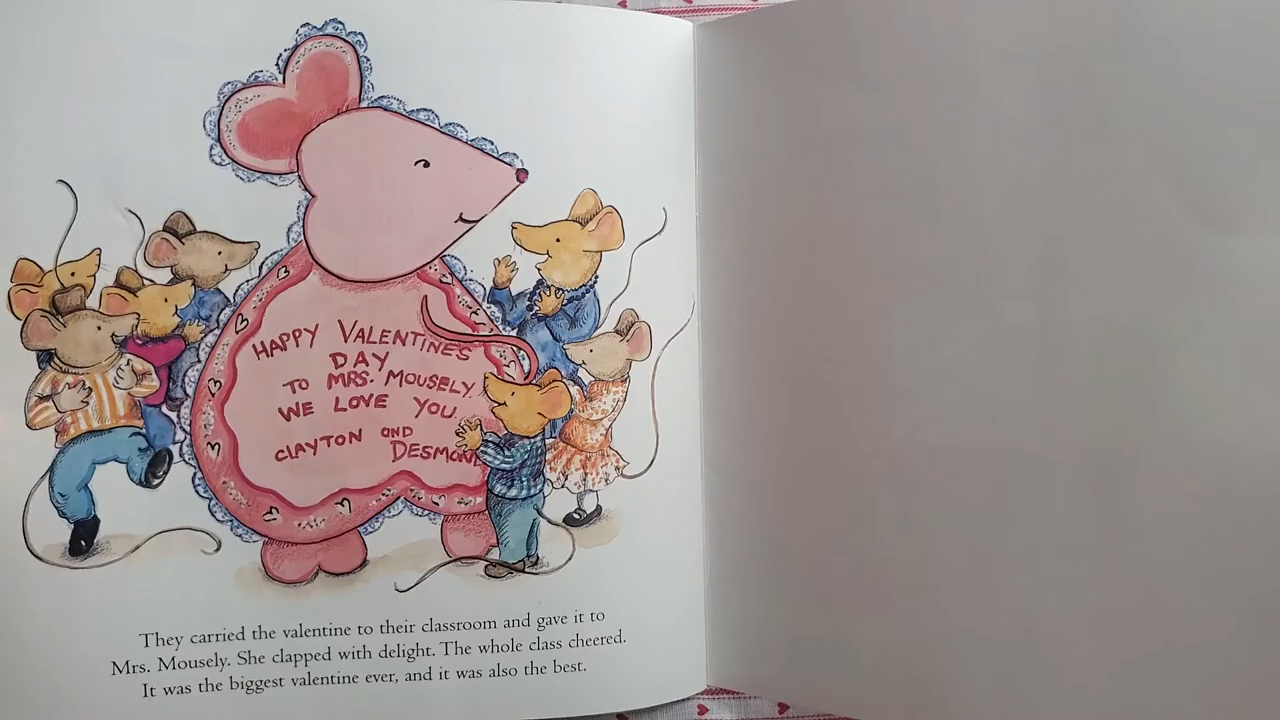 HAPPY VALENTINES
DAY
TO MRS. MOUSELY.
WE LOVE YOU.
CLAYTON AND
DESMOND
They carried the valentine to their classroom and gave it to
Mrs. Mousely. She clapped with delight. The whole class cheered.
It was the biggest valentine ever, and it was also the best.